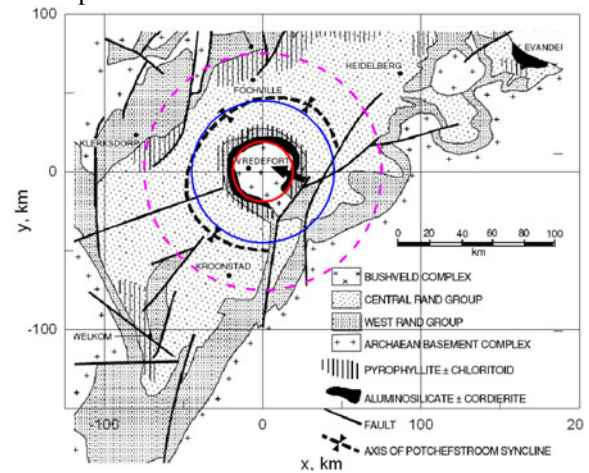 100
EVANDER
HEIDELBERG
FOCHVILLE
KLERKSDORP
VREDEFORT
0
y, km
0 20 40 60 80 100
km
KROONSTAD
BUSHVELD COMPLEX
CENTRAL RAND GROUP
-100
WEST RAND GROUP
WELKOM
ARCHAEAN BASEMENT COMPLEX
PYROPHYLLITE ± CHLORITOID
ALUMINOSILICATE ± CORDIERITE
FAULT
AXIS OF POTCHEFSTROOM SYNCLINE
-100 0 100 20
x, km